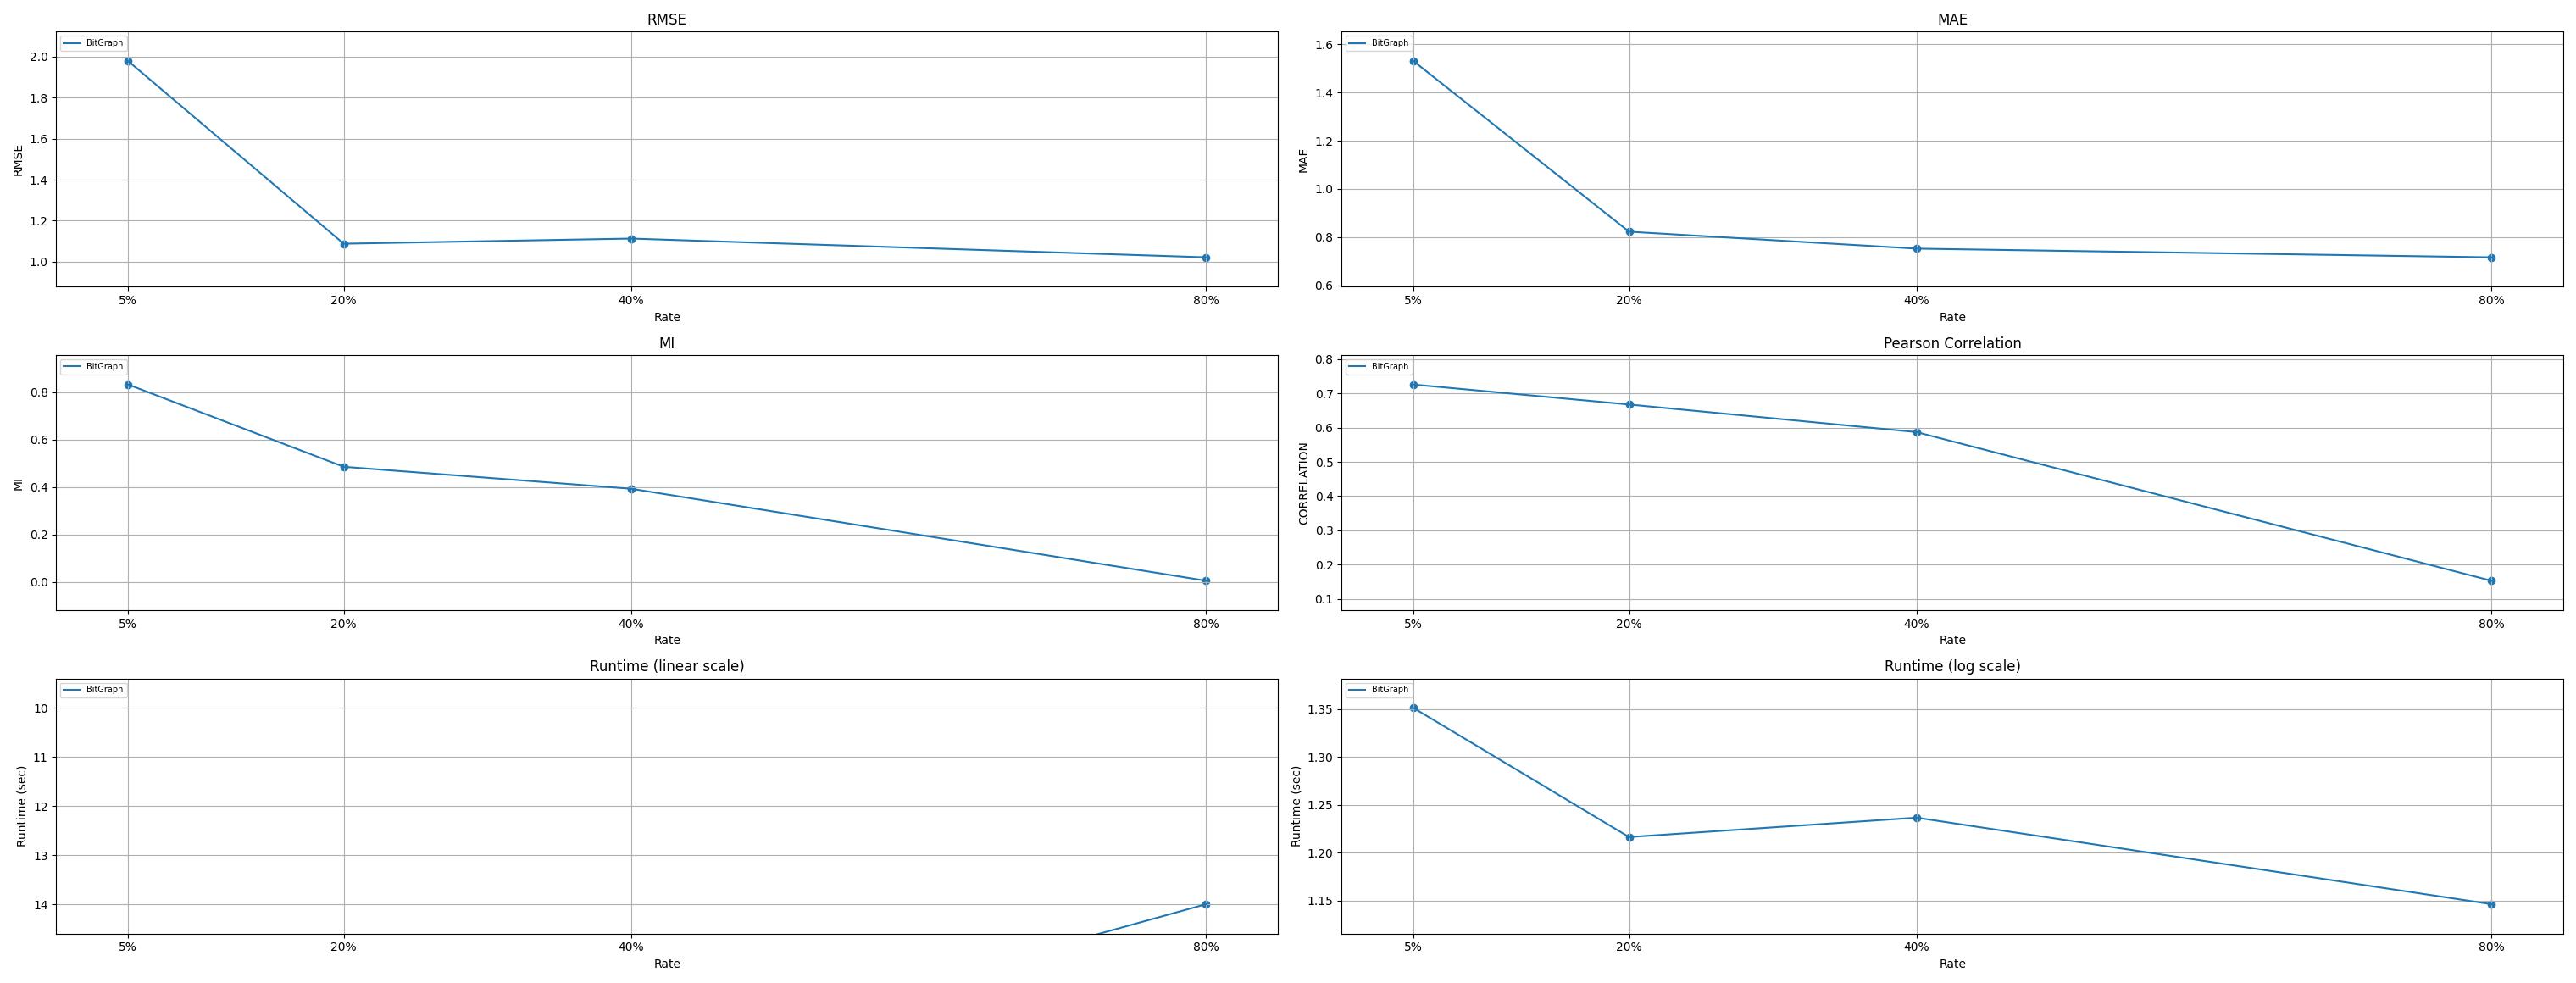 RMSE
BitGraph
2.0
1.8
1.6
1.4
1.2
1.0
RMSE
5% 20% 40% 80%
Rate
MAE
BitGraph
1.6
1.4
1.2
1.0
0.8
0.6
MAE
5% 20% 40% 80%
Rate
MI
BitGraph
0.8
0.6
0.4
0.2
0.0
MI
5% 20% 40% 80%
Rate
Pearson Correlation
BitGraph
0.8
0.7
0.6
0.5
0.4
0.3
0.2
0.1
CORRELATION
5% 20% 40% 80%
Rate
Runtime (linear scale)
BitGraph
10
11
12
13
14
Runtime (sec)
5% 20% 40% 80%
Rate
Runtime (log scale)
BitGraph
1.35
1.30
1.25
1.20
1.15
Runtime (sec)
5% 20% 40% 80%
Rate